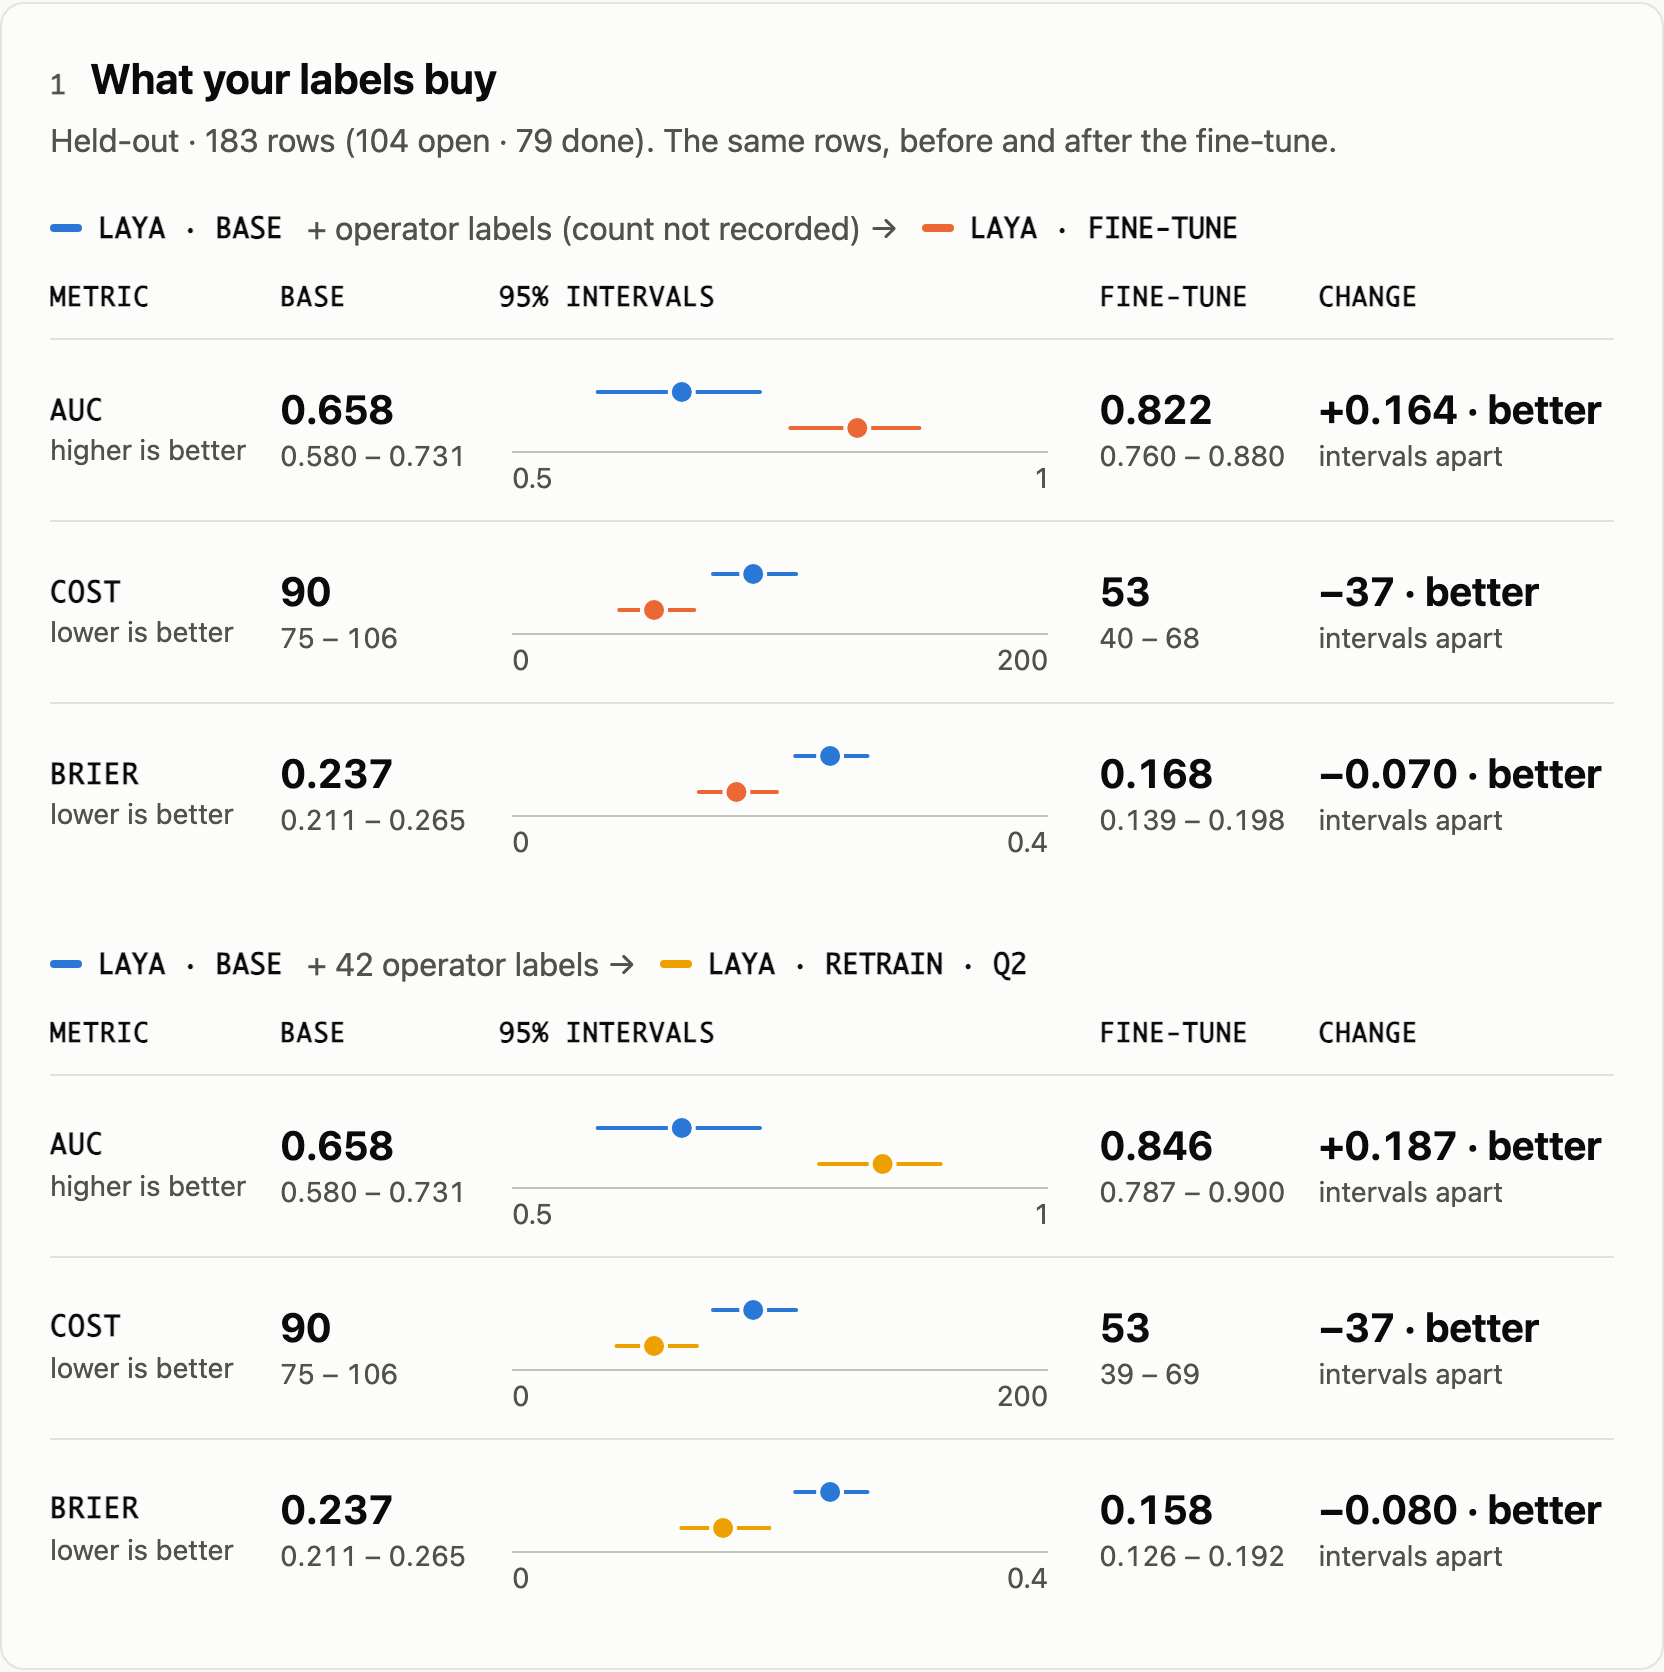 1 What your labels buy
Held-out · 183 rows (104 open · 79 done). The same rows, before and after the fine-tune.
LAYA · BASE + operator labels (count not recorded) → LAYA · FINE-TUNE
METRIC BASE 95% INTERVALS FINE-TUNE CHANGE
AUC 0.658 0.822 +0.164 · better
higher is better 0.580 – 0.731 0.760 – 0.880 intervals apart
0.5 1
COST 90 53 −37 · better
lower is better 75 – 106 40 – 68 intervals apart
0 200
BRIER 0.237 0.168 −0.070 · better
lower is better 0.211 – 0.265 0.139 – 0.198 intervals apart
0 0.4
LAYA · BASE + 42 operator labels → LAYA · RETRAIN · Q2
METRIC BASE 95% INTERVALS FINE-TUNE CHANGE
AUC 0.658 0.846 +0.187 · better
higher is better 0.580 – 0.731 0.787 – 0.900 intervals apart
0.5 1
COST 90 53 −37 · better
lower is better 75 – 106 39 – 69 intervals apart
0 200
BRIER 0.237 0.158 −0.080 · better
lower is better 0.211 – 0.265 0.126 – 0.192 intervals apart
0 0.4